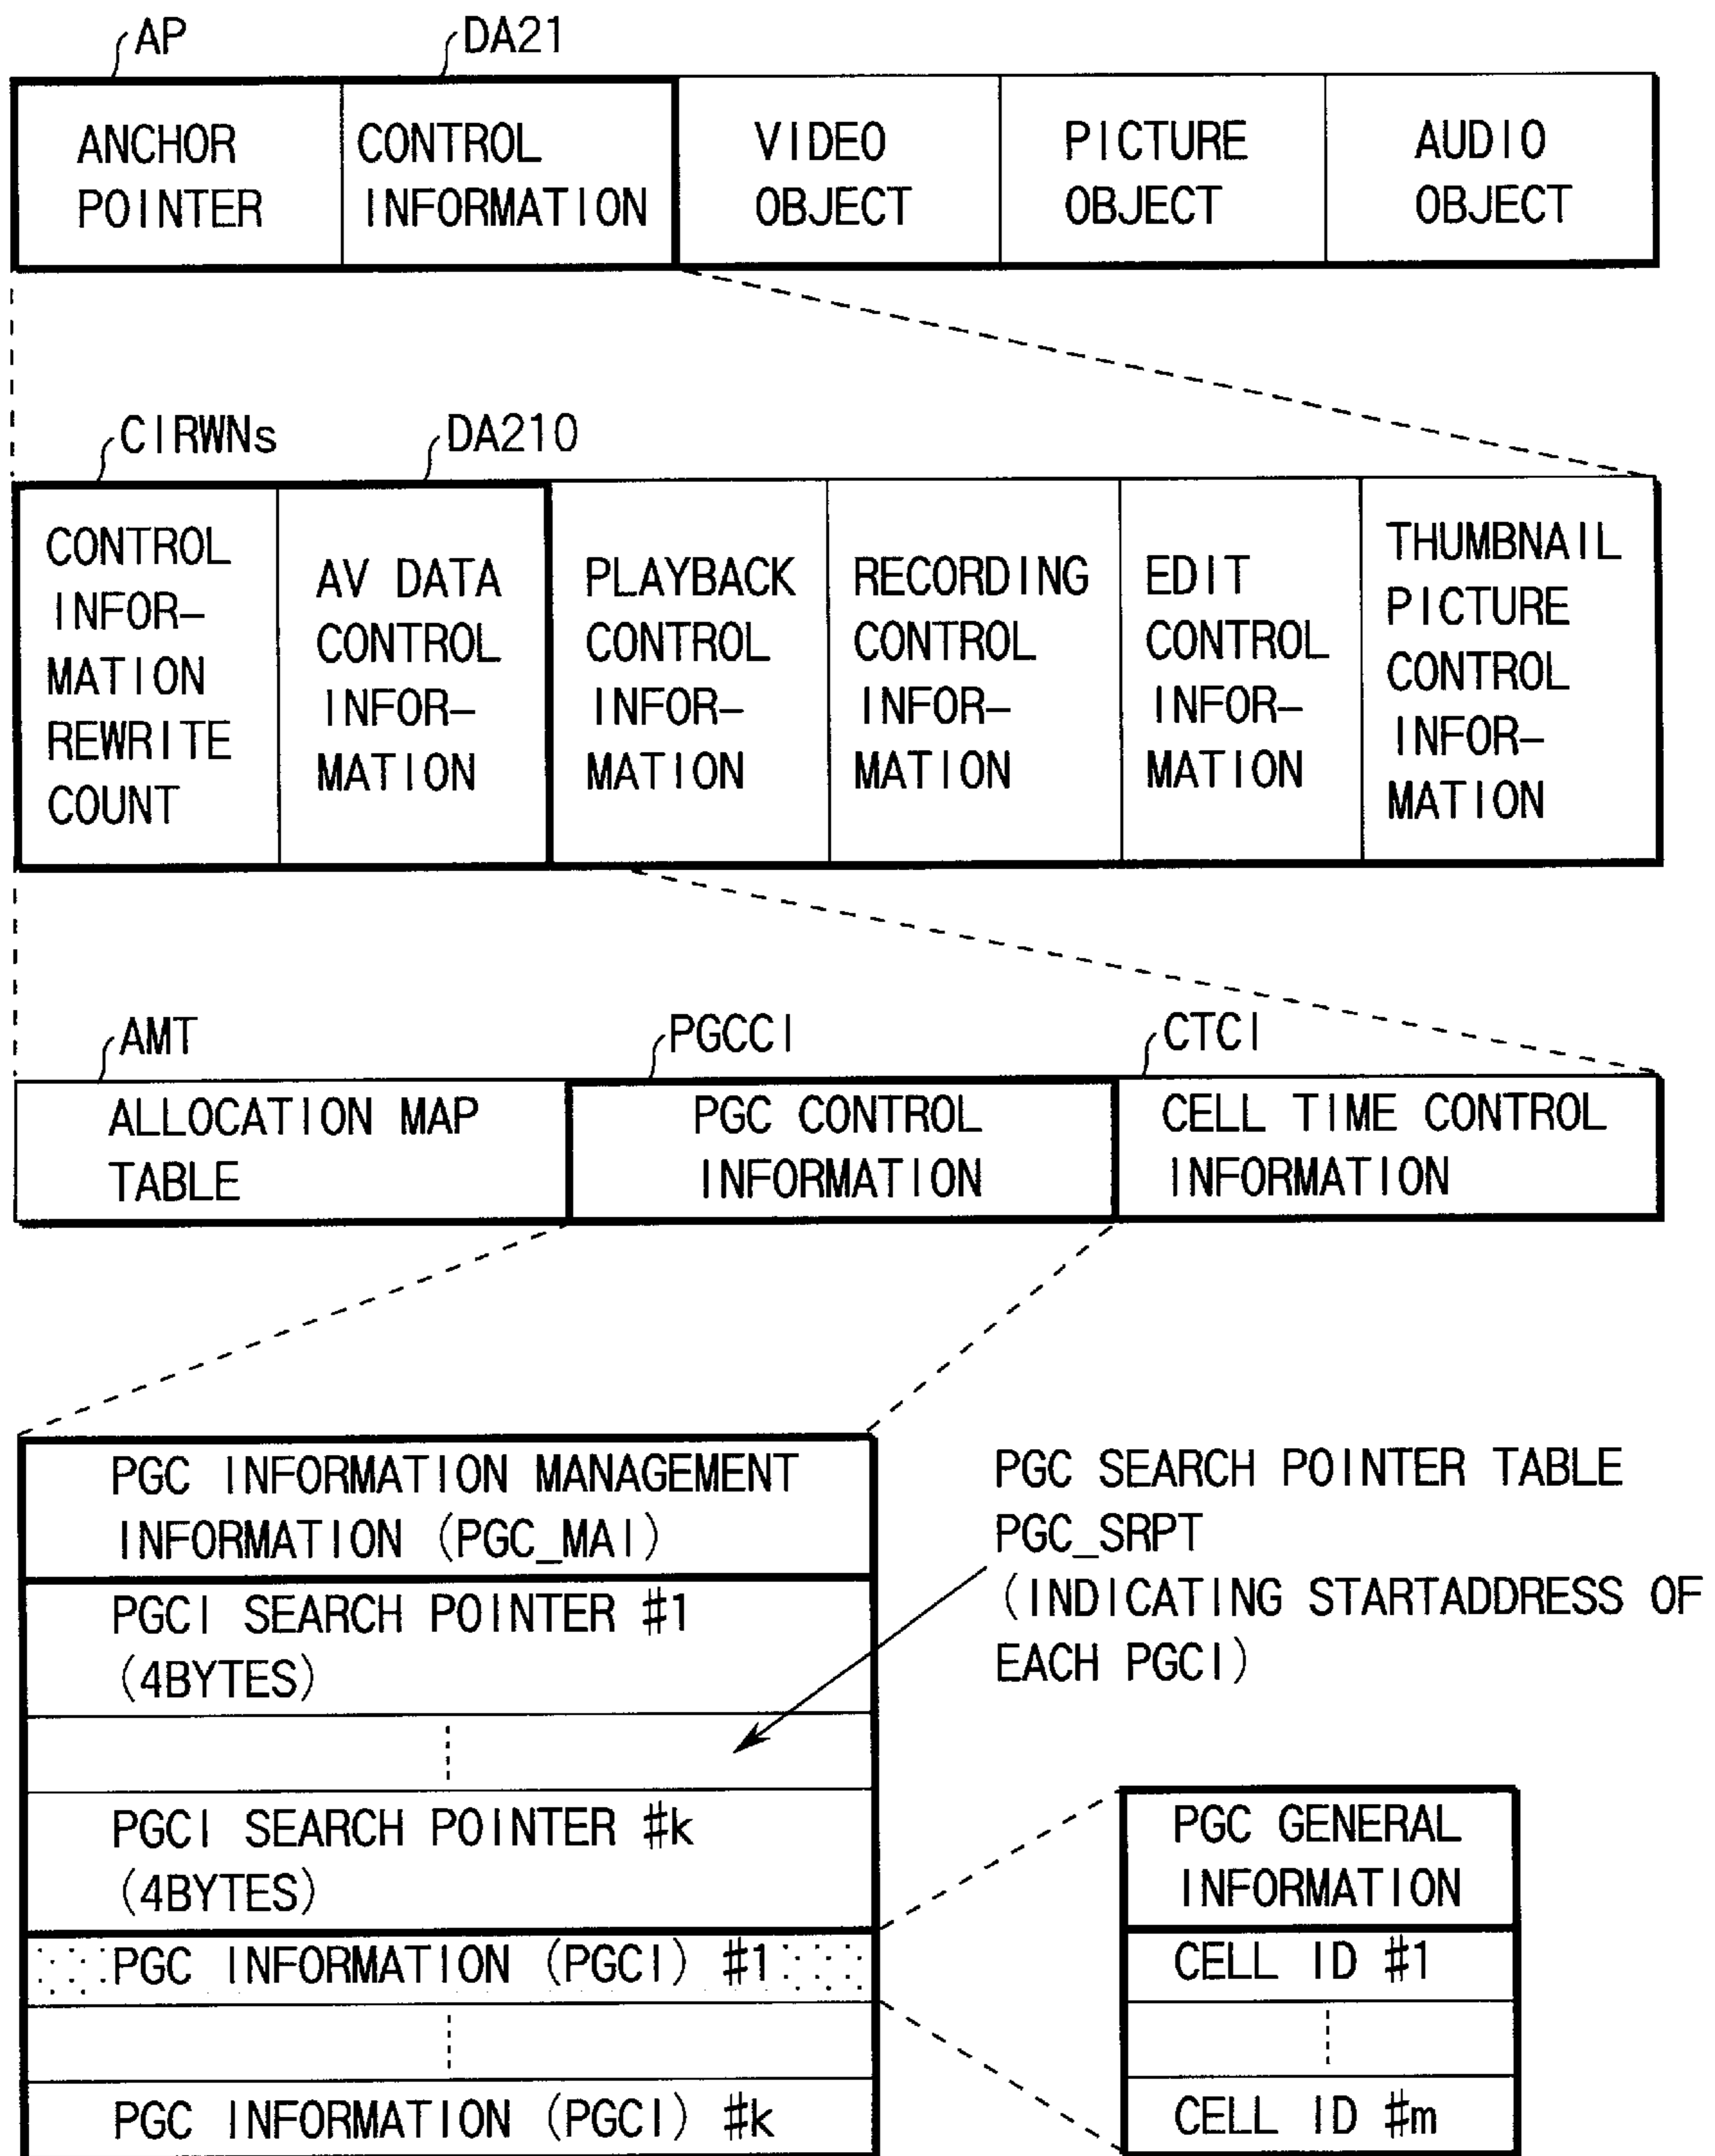 AP
DA21
ANCHOR
POINTER
CONTROL
INFORMATION
VIDEO
OBJECT
PICTURE
OBJECT
AUDIO
OBJECT
CIRWNs
DA210
CONTROL
INFOR-
MATION
REWRITE
COUNT
AV DATA
CONTROL
INFOR-
MATION
PLAYBACK
CONTROL
INFOR-
MATION
RECORDING
CONTROL
INFOR-
MATION
EDIT
CONTROL
INFOR-
MATION
THUMBNAIL
PICTURE
CONTROL
INFOR-
MATION
AMT
PGCCI
CTCI
ALLOCATION MAP
TABLE
PGC CONTROL
INFORMATION
CELL TIME CONTROL
INFORMATION
PGC INFORMATION MANAGEMENT
INFORMATION (PGC_MAI)
PGCI SEARCH POINTER #1
(4BYTES)
PGCI SEARCH POINTER #k
(4BYTES)
PGC INFORMATION (PGCI) #1
PGC INFORMATION (PGCI) #k
PGC SEARCH POINTER TABLE
PGC_SRPT
(INDICATING STARTADDRESS OF
EACH PGCI)
PGC GENERAL
INFORMATION
CELL ID #1
CELL ID #m